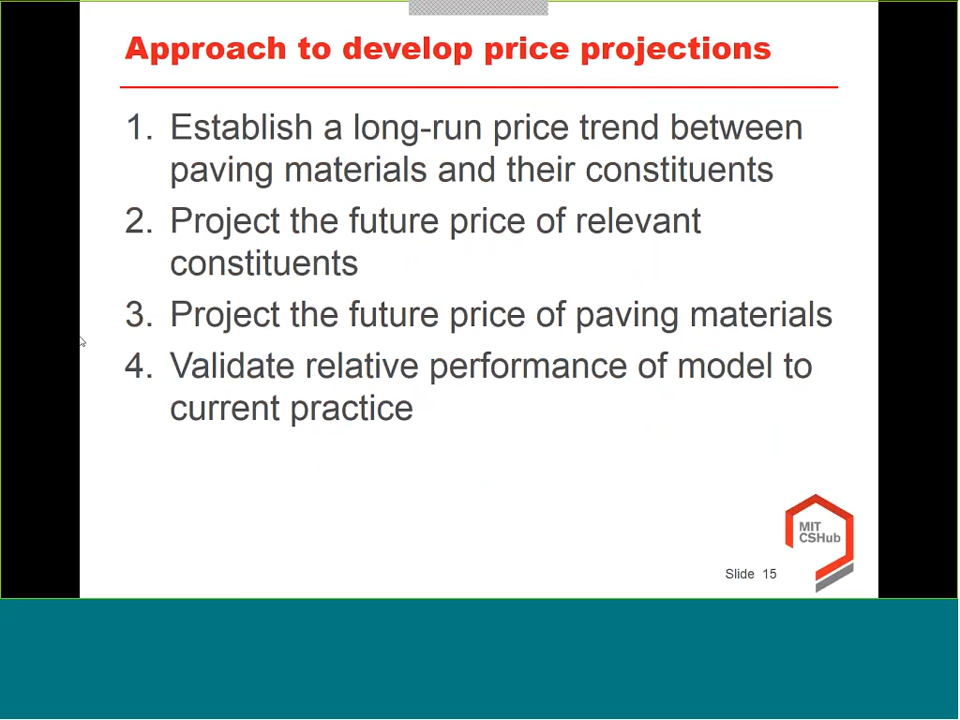 Approach to develop price projections
1. Establish a long-run price trend between
paving materials and their constituents
2. Project the future price of relevant
constituents
3. Project the future price of paving materials
4. Validate relative performance of model to
current practice
MIT
CSHub
Slide 15